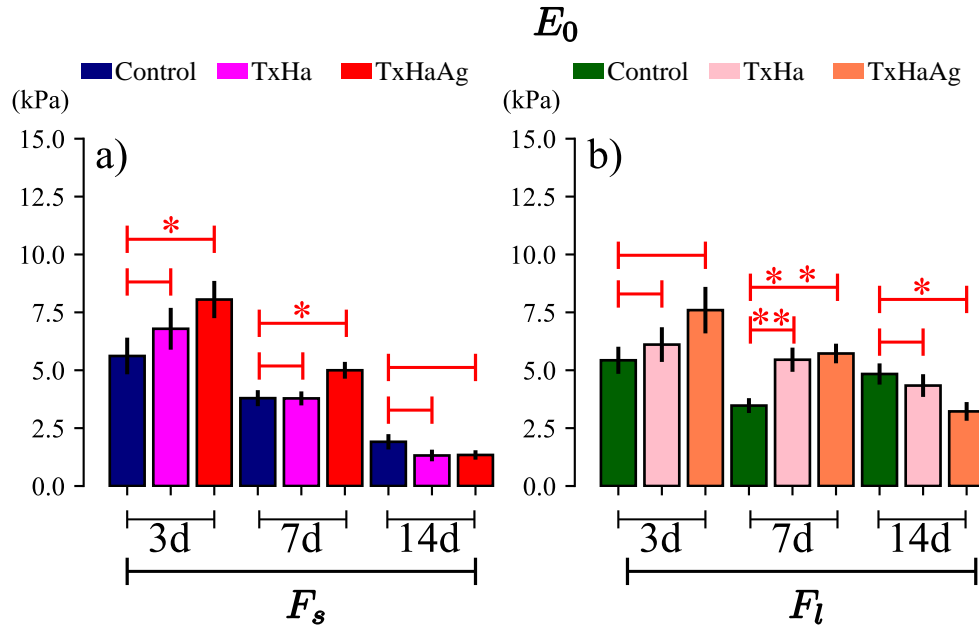 E₀
Control TxHa TxHaAg Control TxHa TxHaAg
(kPa) (kPa)
a) b)
15.0 15.0
12.5 12.5
10.0 10.0
7.5 7.5
5.0 5.0
2.5 2.5
0.0 0.0
* * ** ** *
3d 7d 14d 3d 7d 14d
Fₛ Fₗ